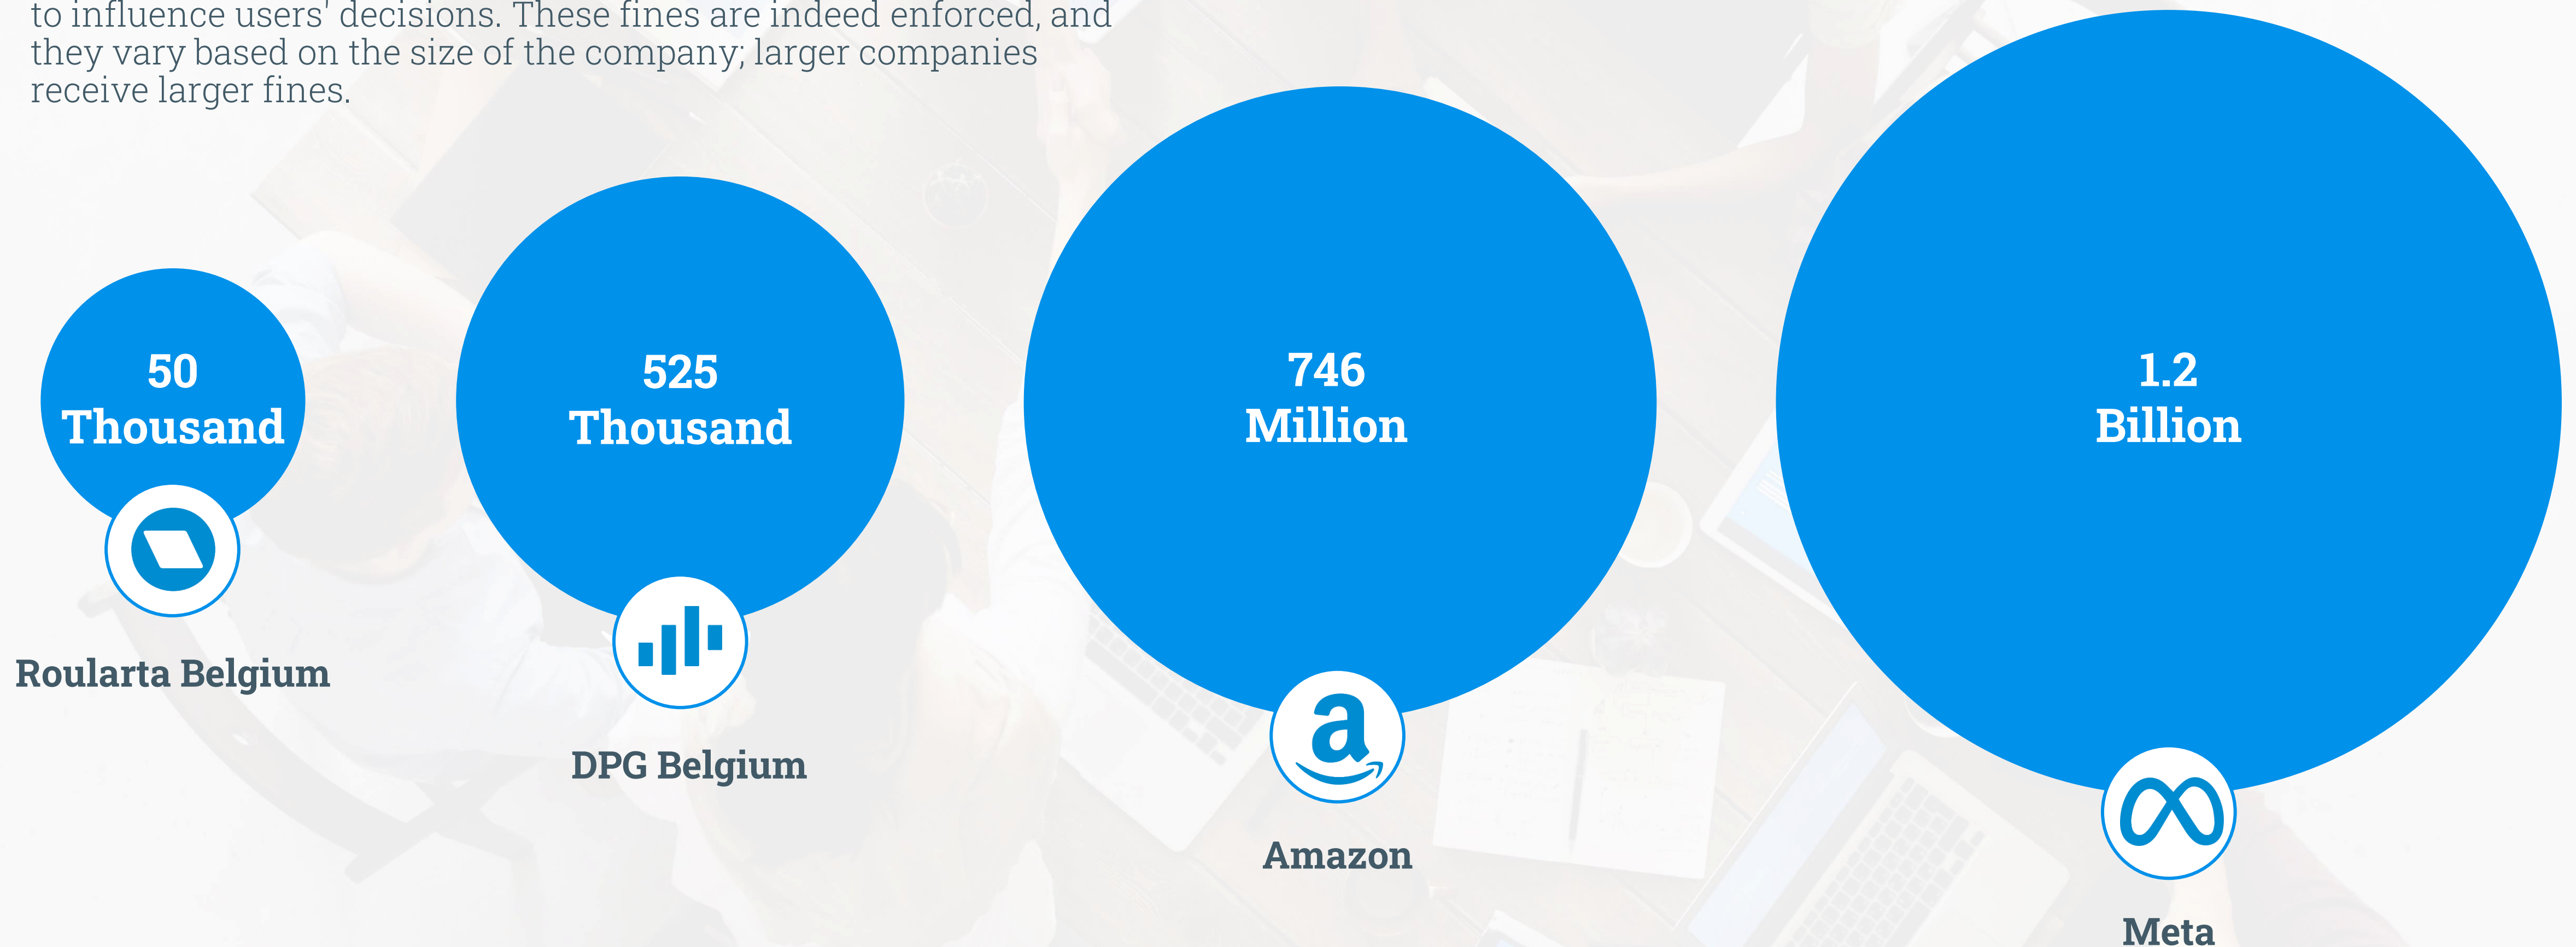 to influence users' decisions. These fines are indeed enforced, and
they vary based on the size of the company; larger companies
receive larger fines.
50
Thousand
Roularta Belgium
525
Thousand
DPG Belgium
746
Million
a
Amazon
1.2
Billion
Meta